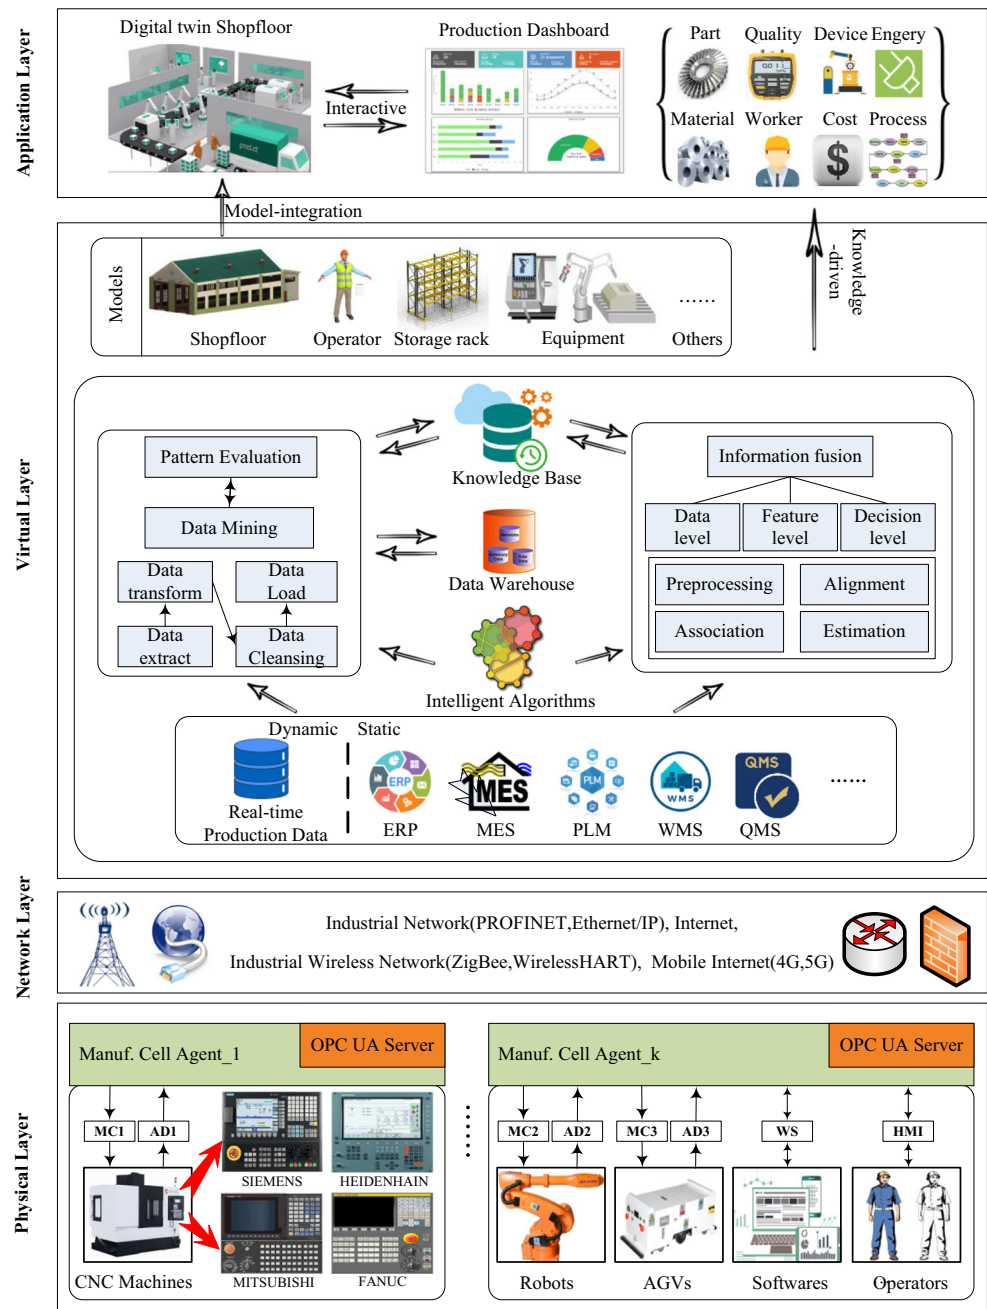 Application Layer
Digital twin Shopfloor
Production Dashboard
Interactive
product
Part
Quality
Device
Engery
Material
Worker
Cost
Process
$
Model-integration
Knowledge
-driven
Virtual Layer
Models
Shopfloor
Operator
Storage rack
Equipment
......
Others
Pattern Evaluation
Data Mining
Data
transform
Data
Load
Data
extract
Data
Cleansing
Knowledge Base
Data Warehouse
Intelligent Algorithms
Information fusion
Data
level
Feature
level
Decision
level
Preprocessing
Alignment
Association
Estimation
Dynamic
Static
Real-time
Production Data
ERP
ERP
MES
MES
PLM
PLM
WMS
WMS
QMS
QMS
......
Network Layer
Industrial Network(PROFINET,Ethernet/IP), Internet,
Industrial Wireless Network(ZigBee,WirelessHART), Mobile Internet(4G,5G)
Physical Layer
Manuf. Cell Agent_1
OPC UA Server
MC1
AD1
SIEMENS
HEIDENHAIN
MITSUBISHI
FANUC
CNC Machines
Manuf. Cell Agent_k
OPC UA Server
MC2
AD2
MC3
AD3
WS
HMI
Robots
AGVs
Softwares
Operators